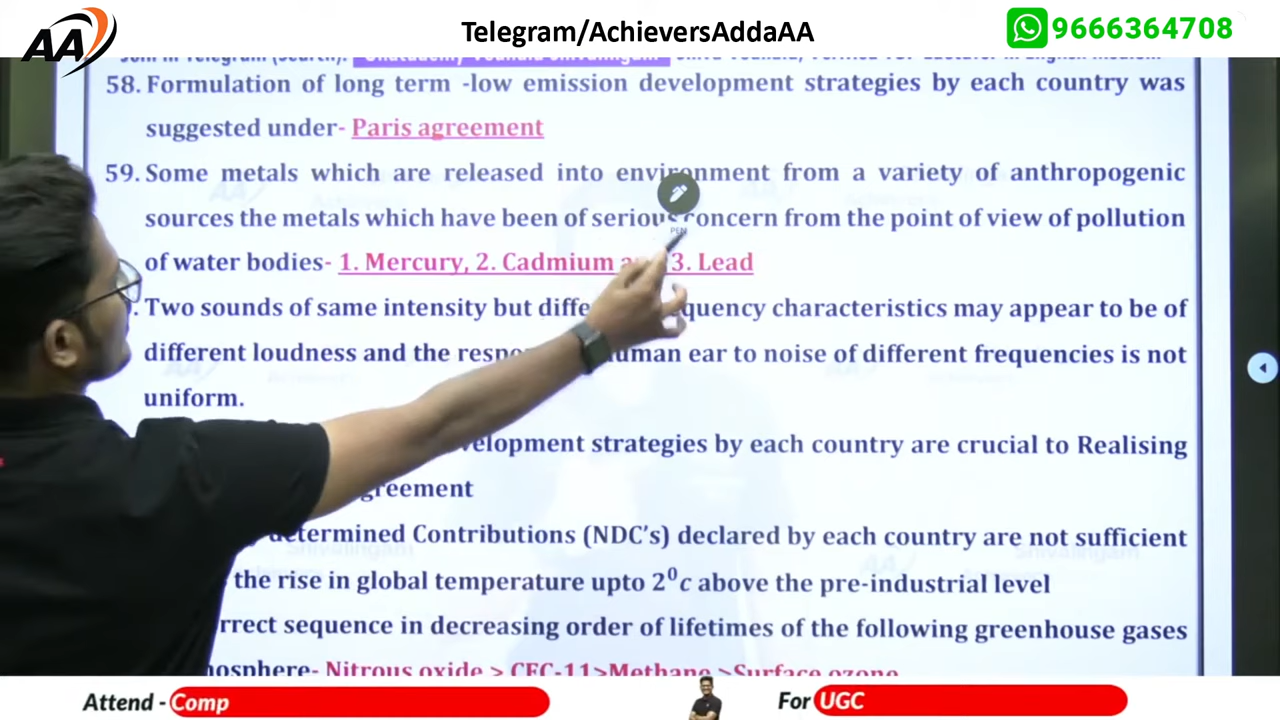 AA
Telegram/AchieversAddaAA
9666364708
58. Formulation of long term -low emission development strategies by each country was
suggested under- Paris agreement
59. Some metals which are released into environment from a variety of anthropogenic
sources the metals which have been of serious concern from the point of view of pollution
PEN
of water bodies- 1. Mercury, 2. Cadmium 3. Lead
Two sounds of same intensity but characteristics may appear to be of
different loudness and the human ear to noise of different frequencies is not
uniform.
strategies by each country are crucial to Realising
Contributions (NDC's) declared by each country are not sufficient
the rise in global temperature upto 2⁰c above the pre-industrial level
sequence in decreasing order of lifetimes of the following greenhouse gases
Nitrous oxide > CFC-11>Methane >Surface ozone
Attend - Comp
For UGC